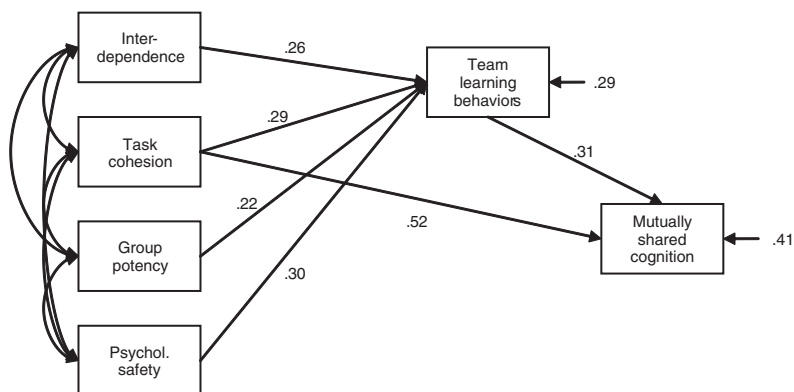 Inter-
dependence
Task
cohesion
Group
potency
Psychol.
safety
.26
.29
.22
.30
.52
Team
learning
behaviors
.29
.31
Mutually
shared
cognition
.41